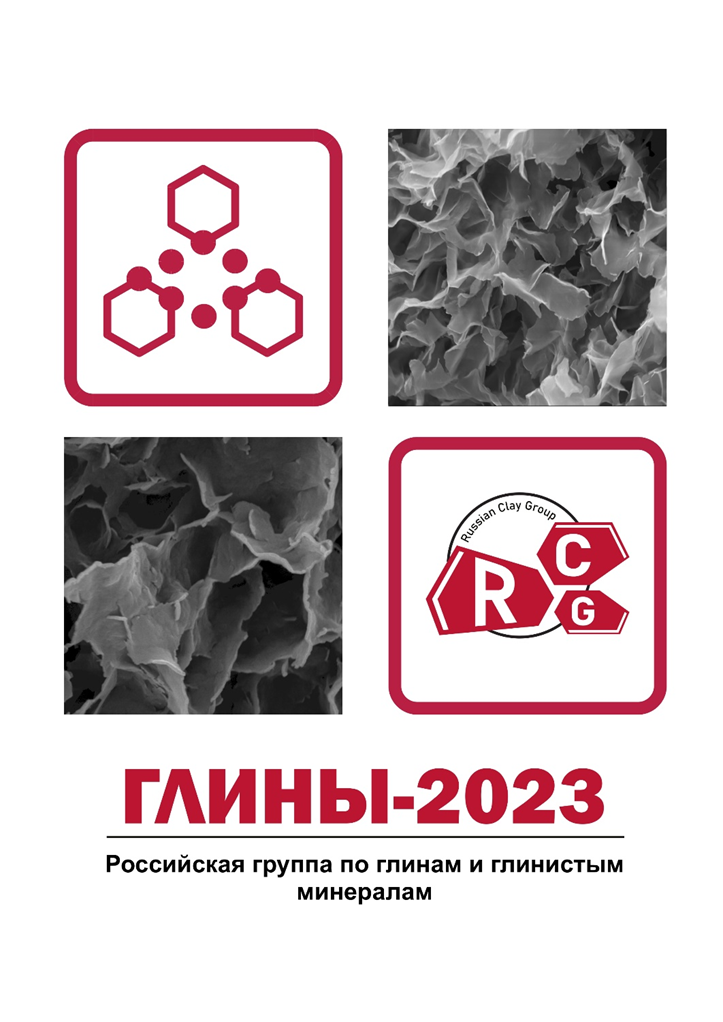 Russian Clay Group
R
C
G
ГЛИНЫ-2023
Российская группа по глинам и глинистым
минералам